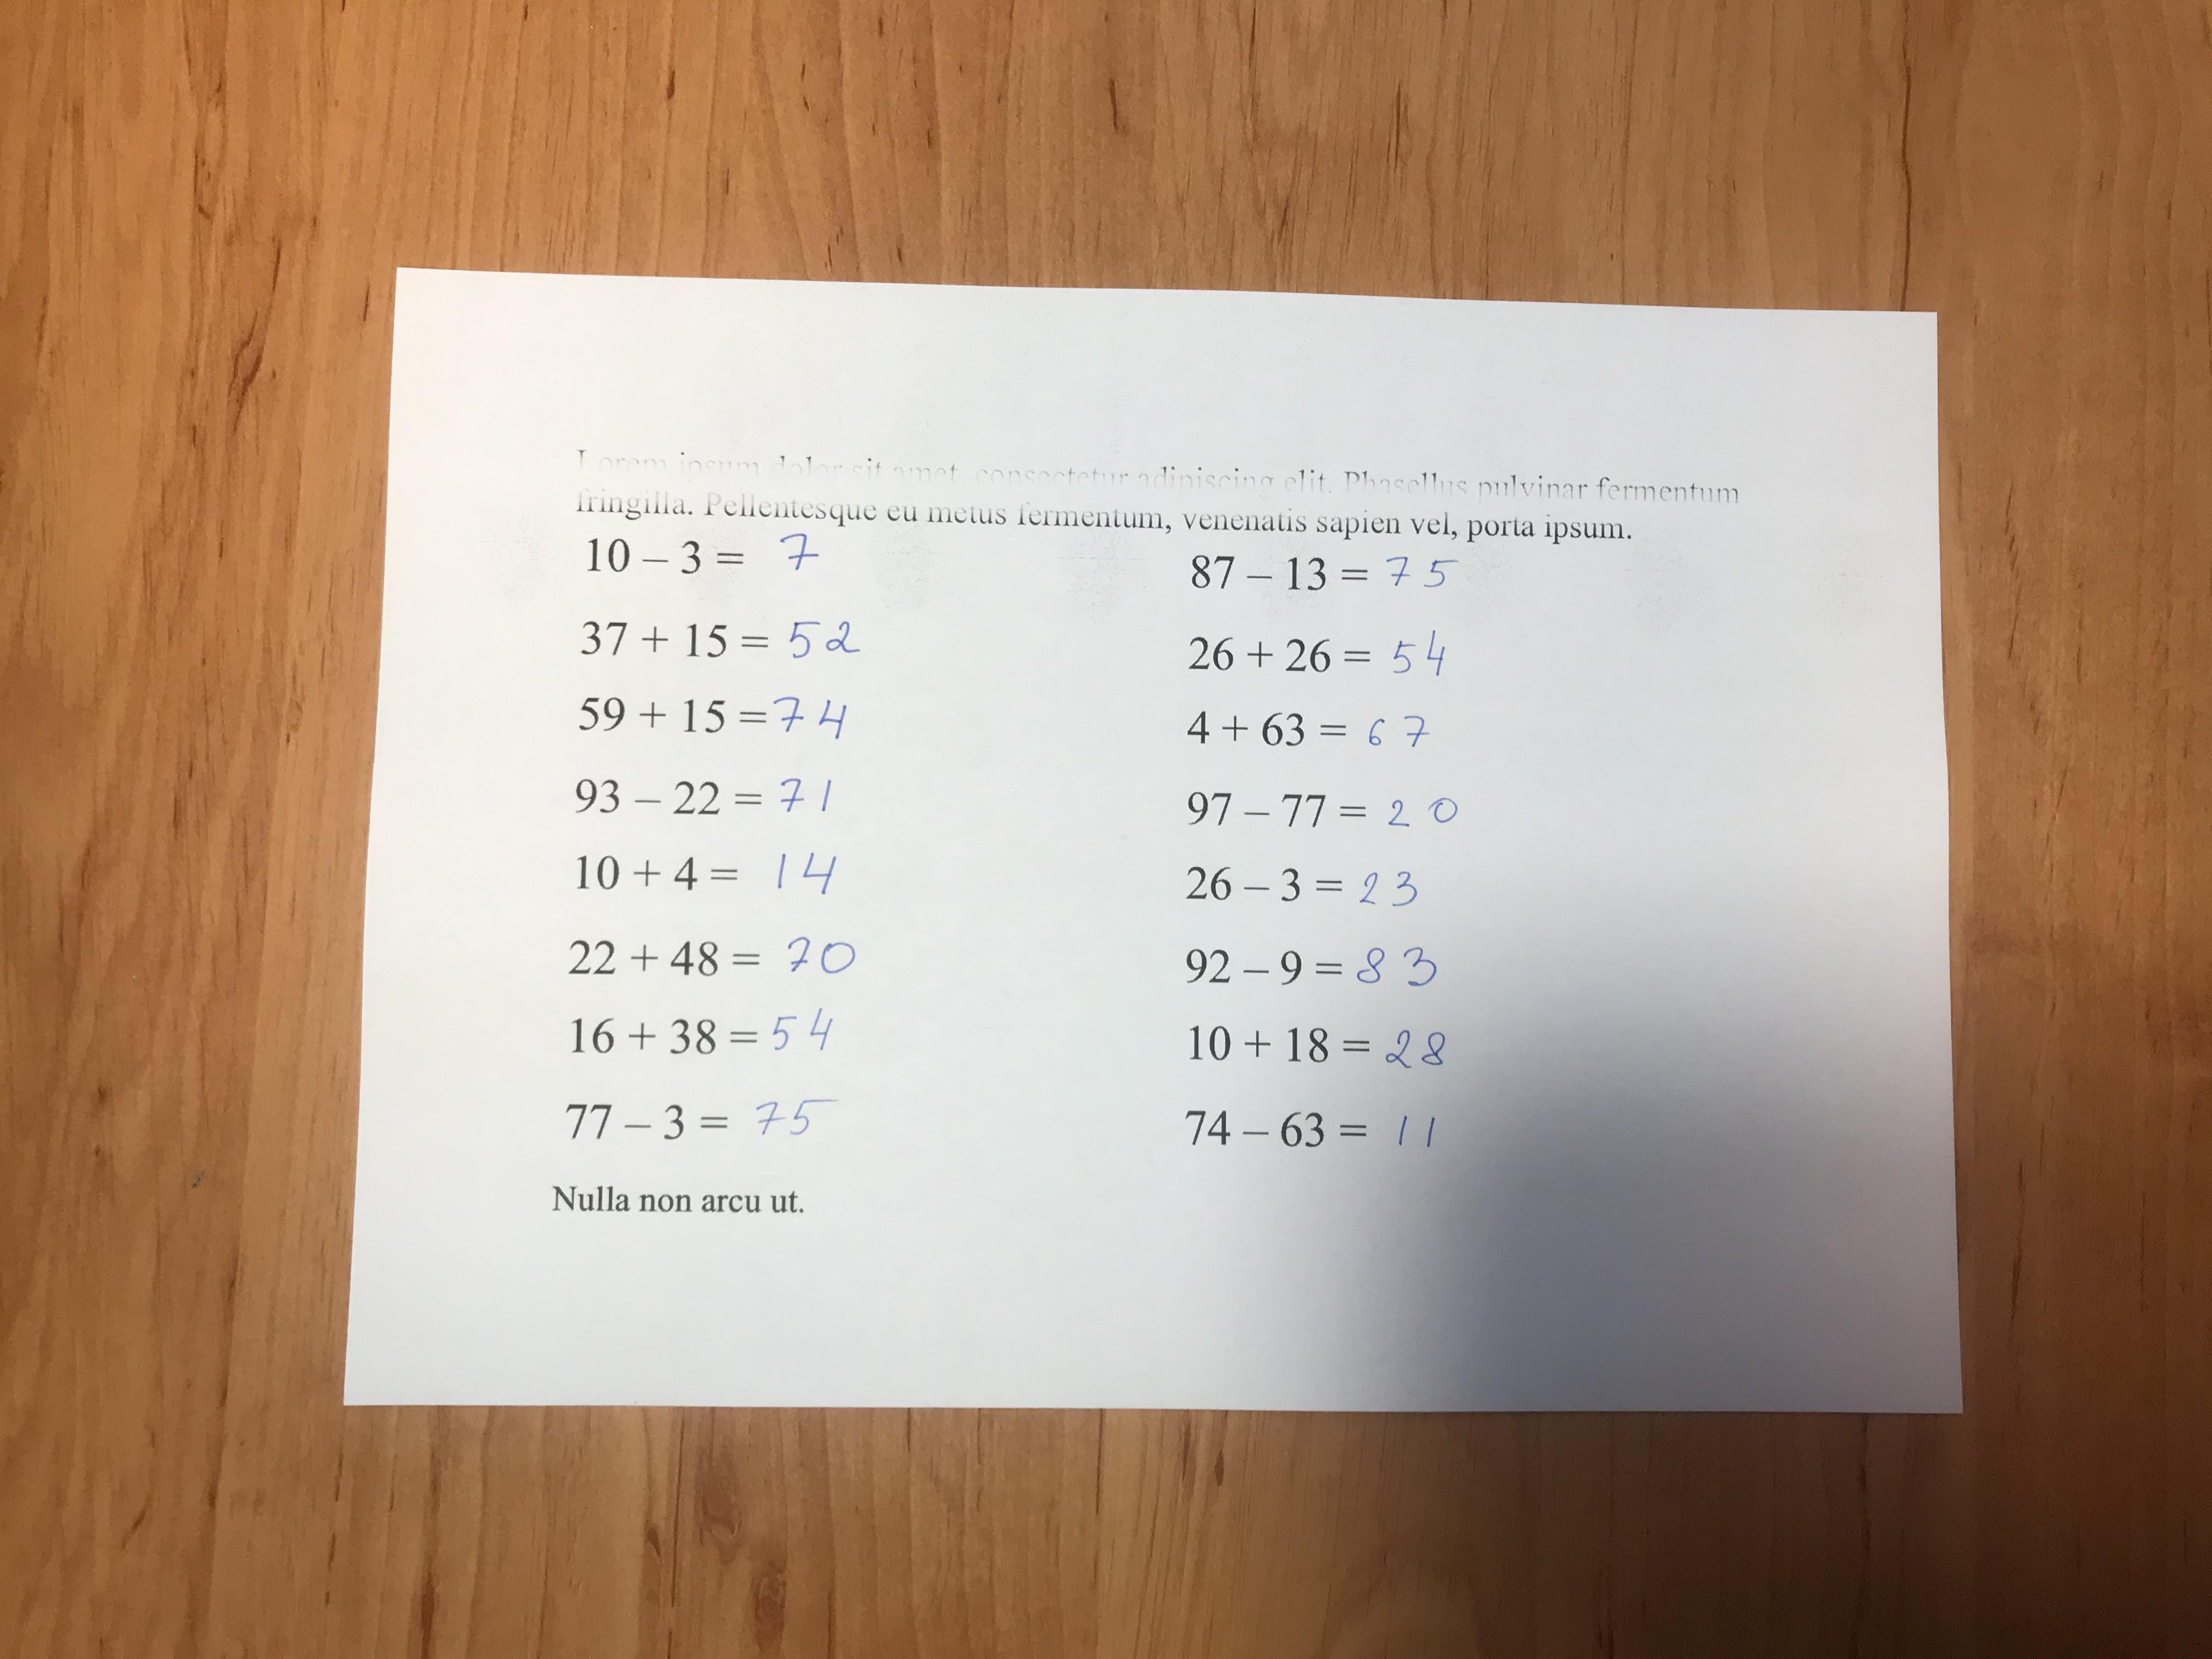 Lorem ipsum dolor sit amet, consectetur adipiscing elit. Phasellus pulvinar fermentum
fringilla. Pellentesque eu metus fermentum, venenatis sapien vel, porta ipsum.
10 – 3 = 7
37 + 15 = 52
59 + 15 = 74
93 – 22 = 71
10 + 4 = 14
22 + 48 = 70
16 + 38 = 54
77 – 3 = 75
87 – 13 = 75
26 + 26 = 54
4 + 63 = 67
97 – 77 = 20
26 – 3 = 23
92 – 9 = 83
10 + 18 = 28
74 – 63 = 11
Nulla non arcu ut.